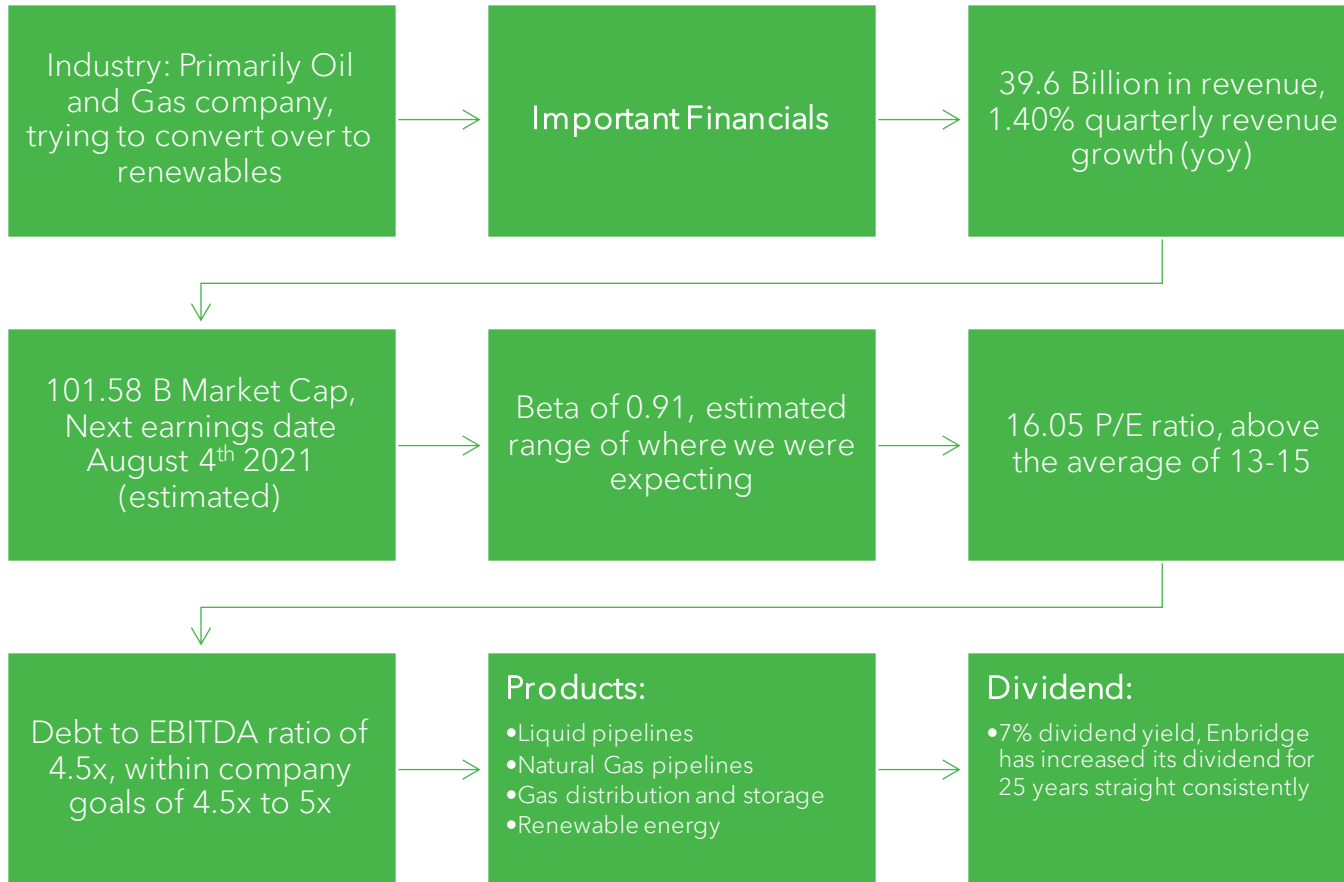 Industry: Primarily Oil
and Gas company,
trying to convert over to
renewables
Important Financials
39.6 Billion in revenue,
1.40% quarterly revenue
growth (yoy)
101.58 B Market Cap,
Next earnings date
August 4th 2021
(estimated)
Beta of 0.91, estimated
range of where we were
expecting
16.05 P/E ratio, above
the average of 13-15
Debt to EBITDA ratio of
4.5x, within company
goals of 4.5x to 5x
Products:
•Liquid pipelines
•Natural Gas pipelines
•Gas distribution and storage
•Renewable energy
Dividend:
•7% dividend yield, Enbridge
has increased its dividend for
25 years straight consistently